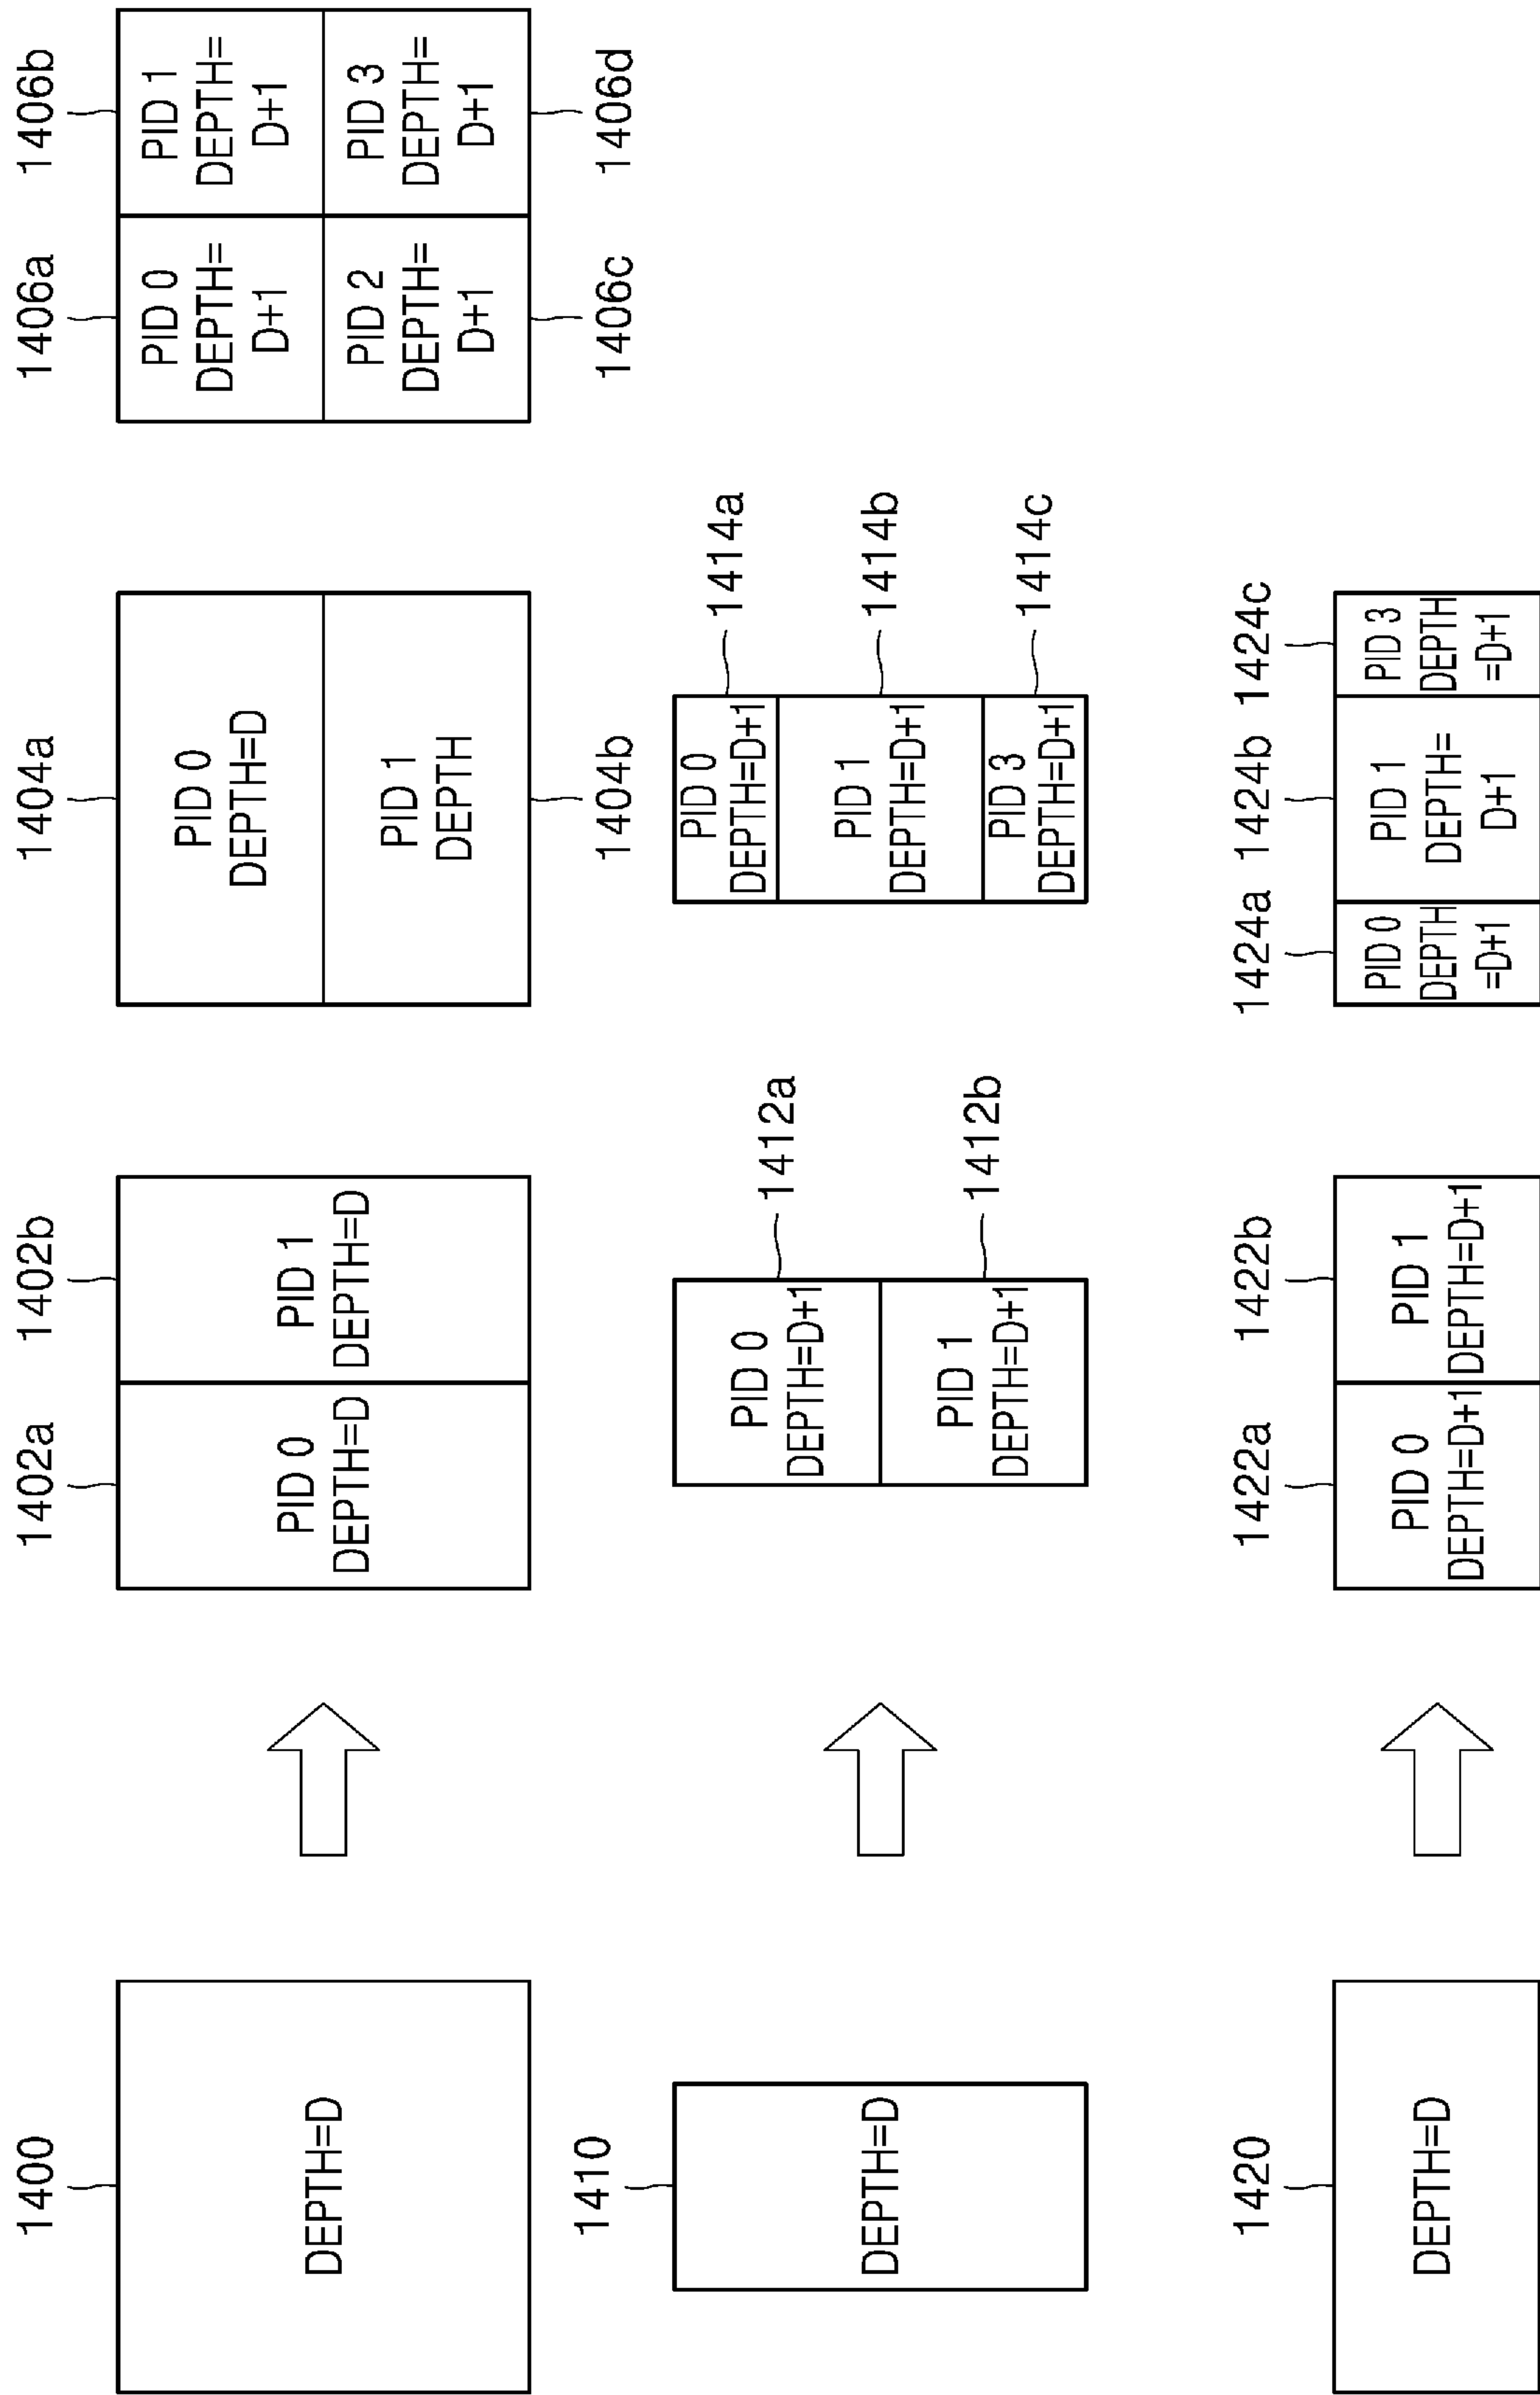 1400
DEPTH=D
1402a
1402b
PID 0
DEPTH=D
PID 1
DEPTH=D
1404a
PID 0
DEPTH=D
PID 1
DEPTH
1404b
1406a
1406b
PID 0
DEPTH=
D+1
PID 1
DEPTH=
D+1
PID 2
DEPTH=
D+1
PID 3
DEPTH=
D+1
1406c
1406d
1410
DEPTH=D
PID 0
DEPTH=D+1
1412a
PID 1
DEPTH=D+1
1412b
PID 0
DEPTH=D+1
1414a
PID 1
DEPTH=D+1
1414b
PID 3
DEPTH=D+1
1414c
1420
DEPTH=D
1422a
1422b
PID 0
DEPTH=D+1
PID 1
DEPTH=D+1
1424a
1424b
1424c
PID 0
DEPTH
=D+1
PID 1
DEPTH=
D+1
PID 3
DEPTH
=D+1